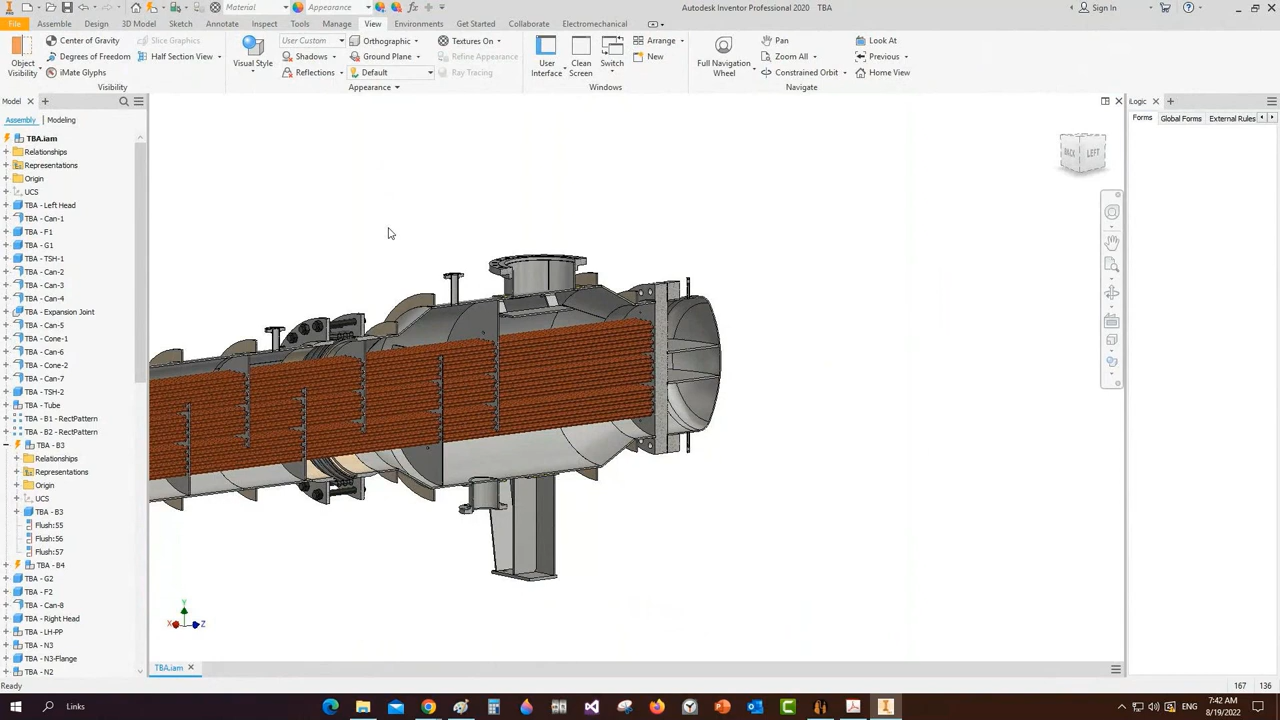 Material
Appearance
Autodesk Inventor Professional 2020 TBA
Sign In
File Assembly Design 3D Model Sketch Annotate Inspect Tools Manage View Environments Get Started Collaborate Electromechanical
Object
Visibility
Center of Gravity
Degrees of Freedom
iMate Glyphs
Slice Graphics
Half Section View
Visibility
Visual Style
User Custom
Shadows
Reflections
Orthographic
Ground Plane
Default
Textures On
Refine Appearance
Ray Tracing
Appearance
User
Interface
Clean
Screen
Switch
Arrange
New
Windows
Full Navigation
Wheel
Pan
Zoom All
Constrained Orbit
Look At
Previous
Home View
Navigate
Model
Assembly Modeling
TBA.iam
Relationships
Representations
Origin
UCS
TBA - Left Head
TBA - Can-1
TBA - F1
TBA - G1
TBA - TSH-1
TBA - Can-2
TBA - Can-3
TBA - Can-4
TBA - Expansion Joint
TBA - Can-5
TBA - Cone-1
TBA - Can-6
TBA - Cone-2
TBA - Can-7
TBA - TSH-2
TBA - Tube
TBA - B1 - RectPattern
TBA - B2 - RectPattern
TBA - B3
Relationships
Representations
Origin
UCS
TBA - B3
Flush:55
Flush:56
Flush:57
TBA - B4
TBA - G2
TBA - F2
TBA - Can-8
TBA - Right Head
TBA - LH-PP
TBA - N3
TBA - N3-Flange
TBA - N2
BACK LEFT
Y
X
Z
iLogic
Forms Global Forms External Rules
TBA.iam
Ready
167 136
Links
7:42 AM
8/19/2022